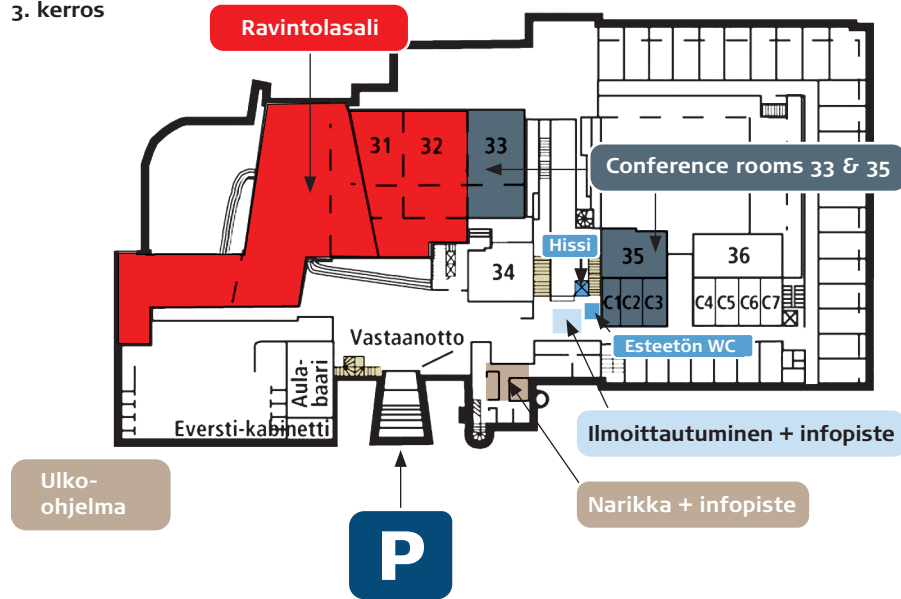 3. kerros
Ravintolasali
31
32
33
Conference rooms 33 & 35
Hissi
34
35
36
C1
C2
C3
C4
C5
C6
C7
Esteetön WC
Vastaanotto
Aula-
baari
Eversti-kabinetti
Ilmoittautuminen + infopiste
Ulko-
ohjelma
Narikka + infopiste
P